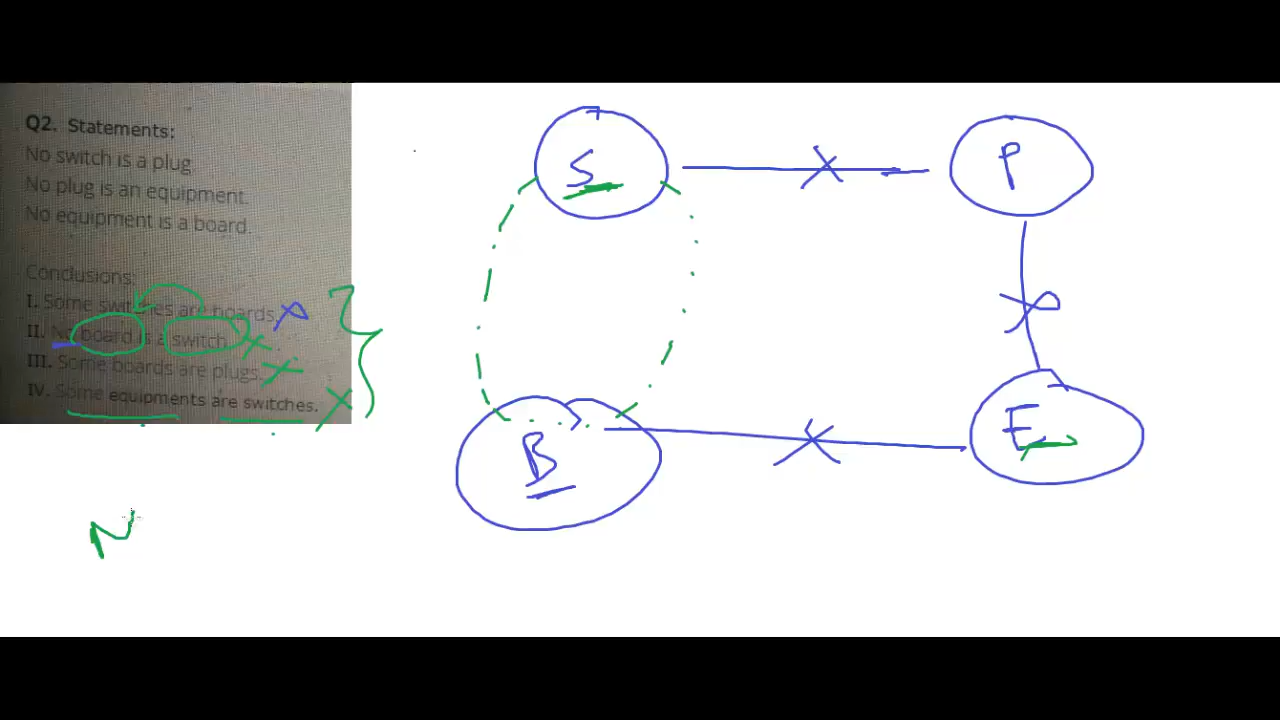 Q2. Statements:
No switch is a plug.
No plug is an equipment.
No equipment is a board.
Conclusions:
I. Some switches are boards.
II. No board is a switch.
III. Some boards are plugs.
IV. Some equipments are switches.
S
P
B
E
N